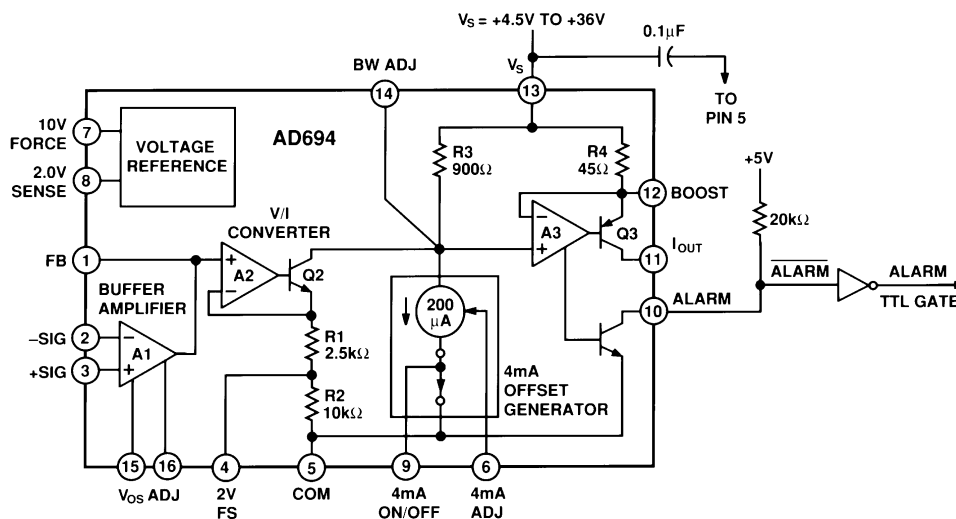 V_S = +4.5V TO +36V
0.1µF
BW ADJ
V_S
14
13
TO
PIN 5
10V
FORCE
7
VOLTAGE
REFERENCE
AD694
R3
900Ω
R4
45Ω
+5V
2.0V
SENSE
8
12
BOOST
20kΩ
V/I
CONVERTER
A3
Q3
I_OUT
11
FB
1
A2
Q2
ALARM
ALARM
TTL GATE
BUFFER
AMPLIFIER
200
µA
10
ALARM
–SIG
2
R1
2.5kΩ
A1
+SIG
3
4mA
OFFSET
GENERATOR
R2
10kΩ
15
16
4
5
9
6
V_OS ADJ
2V
FS
COM
4mA
ON/OFF
4mA
ADJ